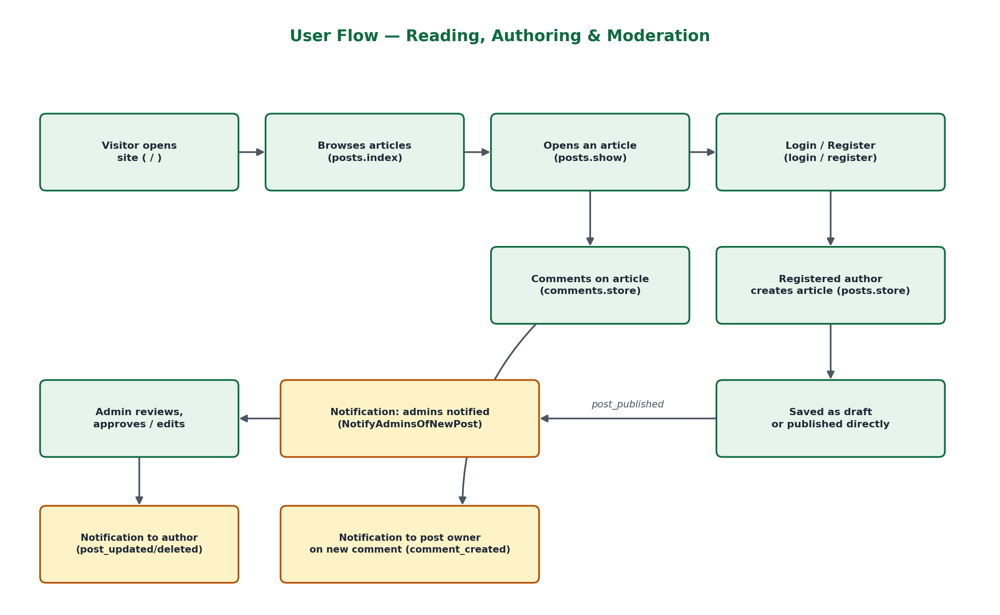 User Flow — Reading, Authoring & Moderation
Visitor opens
site ( / )
Browses articles
(posts.index)
Opens an article
(posts.show)
Login / Register
(login / register)
Comments on article
(comments.store)
Registered author
creates article (posts.store)
Admin reviews,
approves / edits
Notification: admins notified
(NotifyAdminsOfNewPost)
post_published
Saved as draft
or published directly
Notification to author
(post_updated/deleted)
Notification to post owner
on new comment (comment_created)